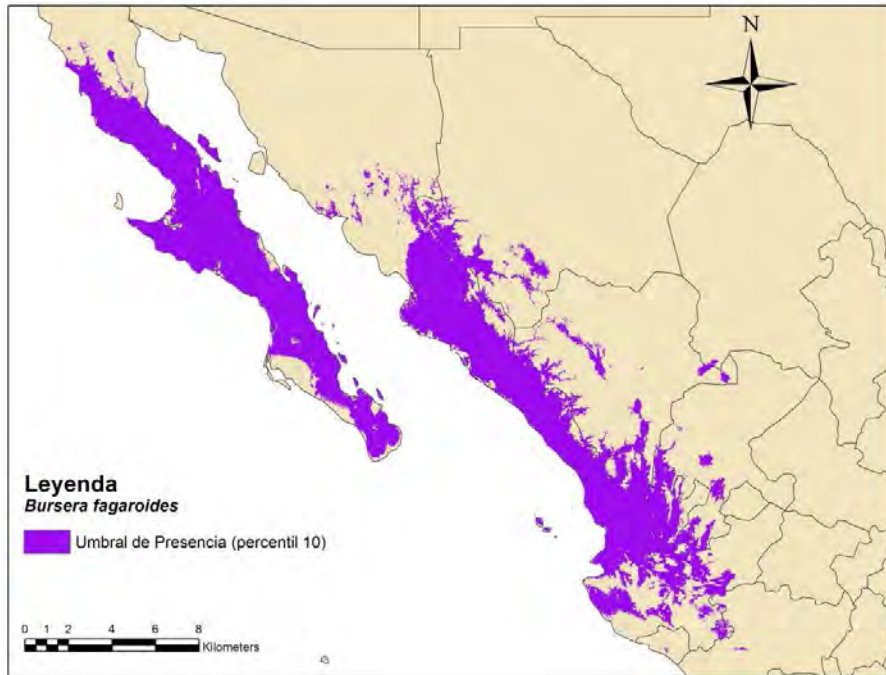 N
Leyenda
Bursera fagaroides
Umbral de Presencia (percentil 10)
0 1 2 4 6 8
Kilometers